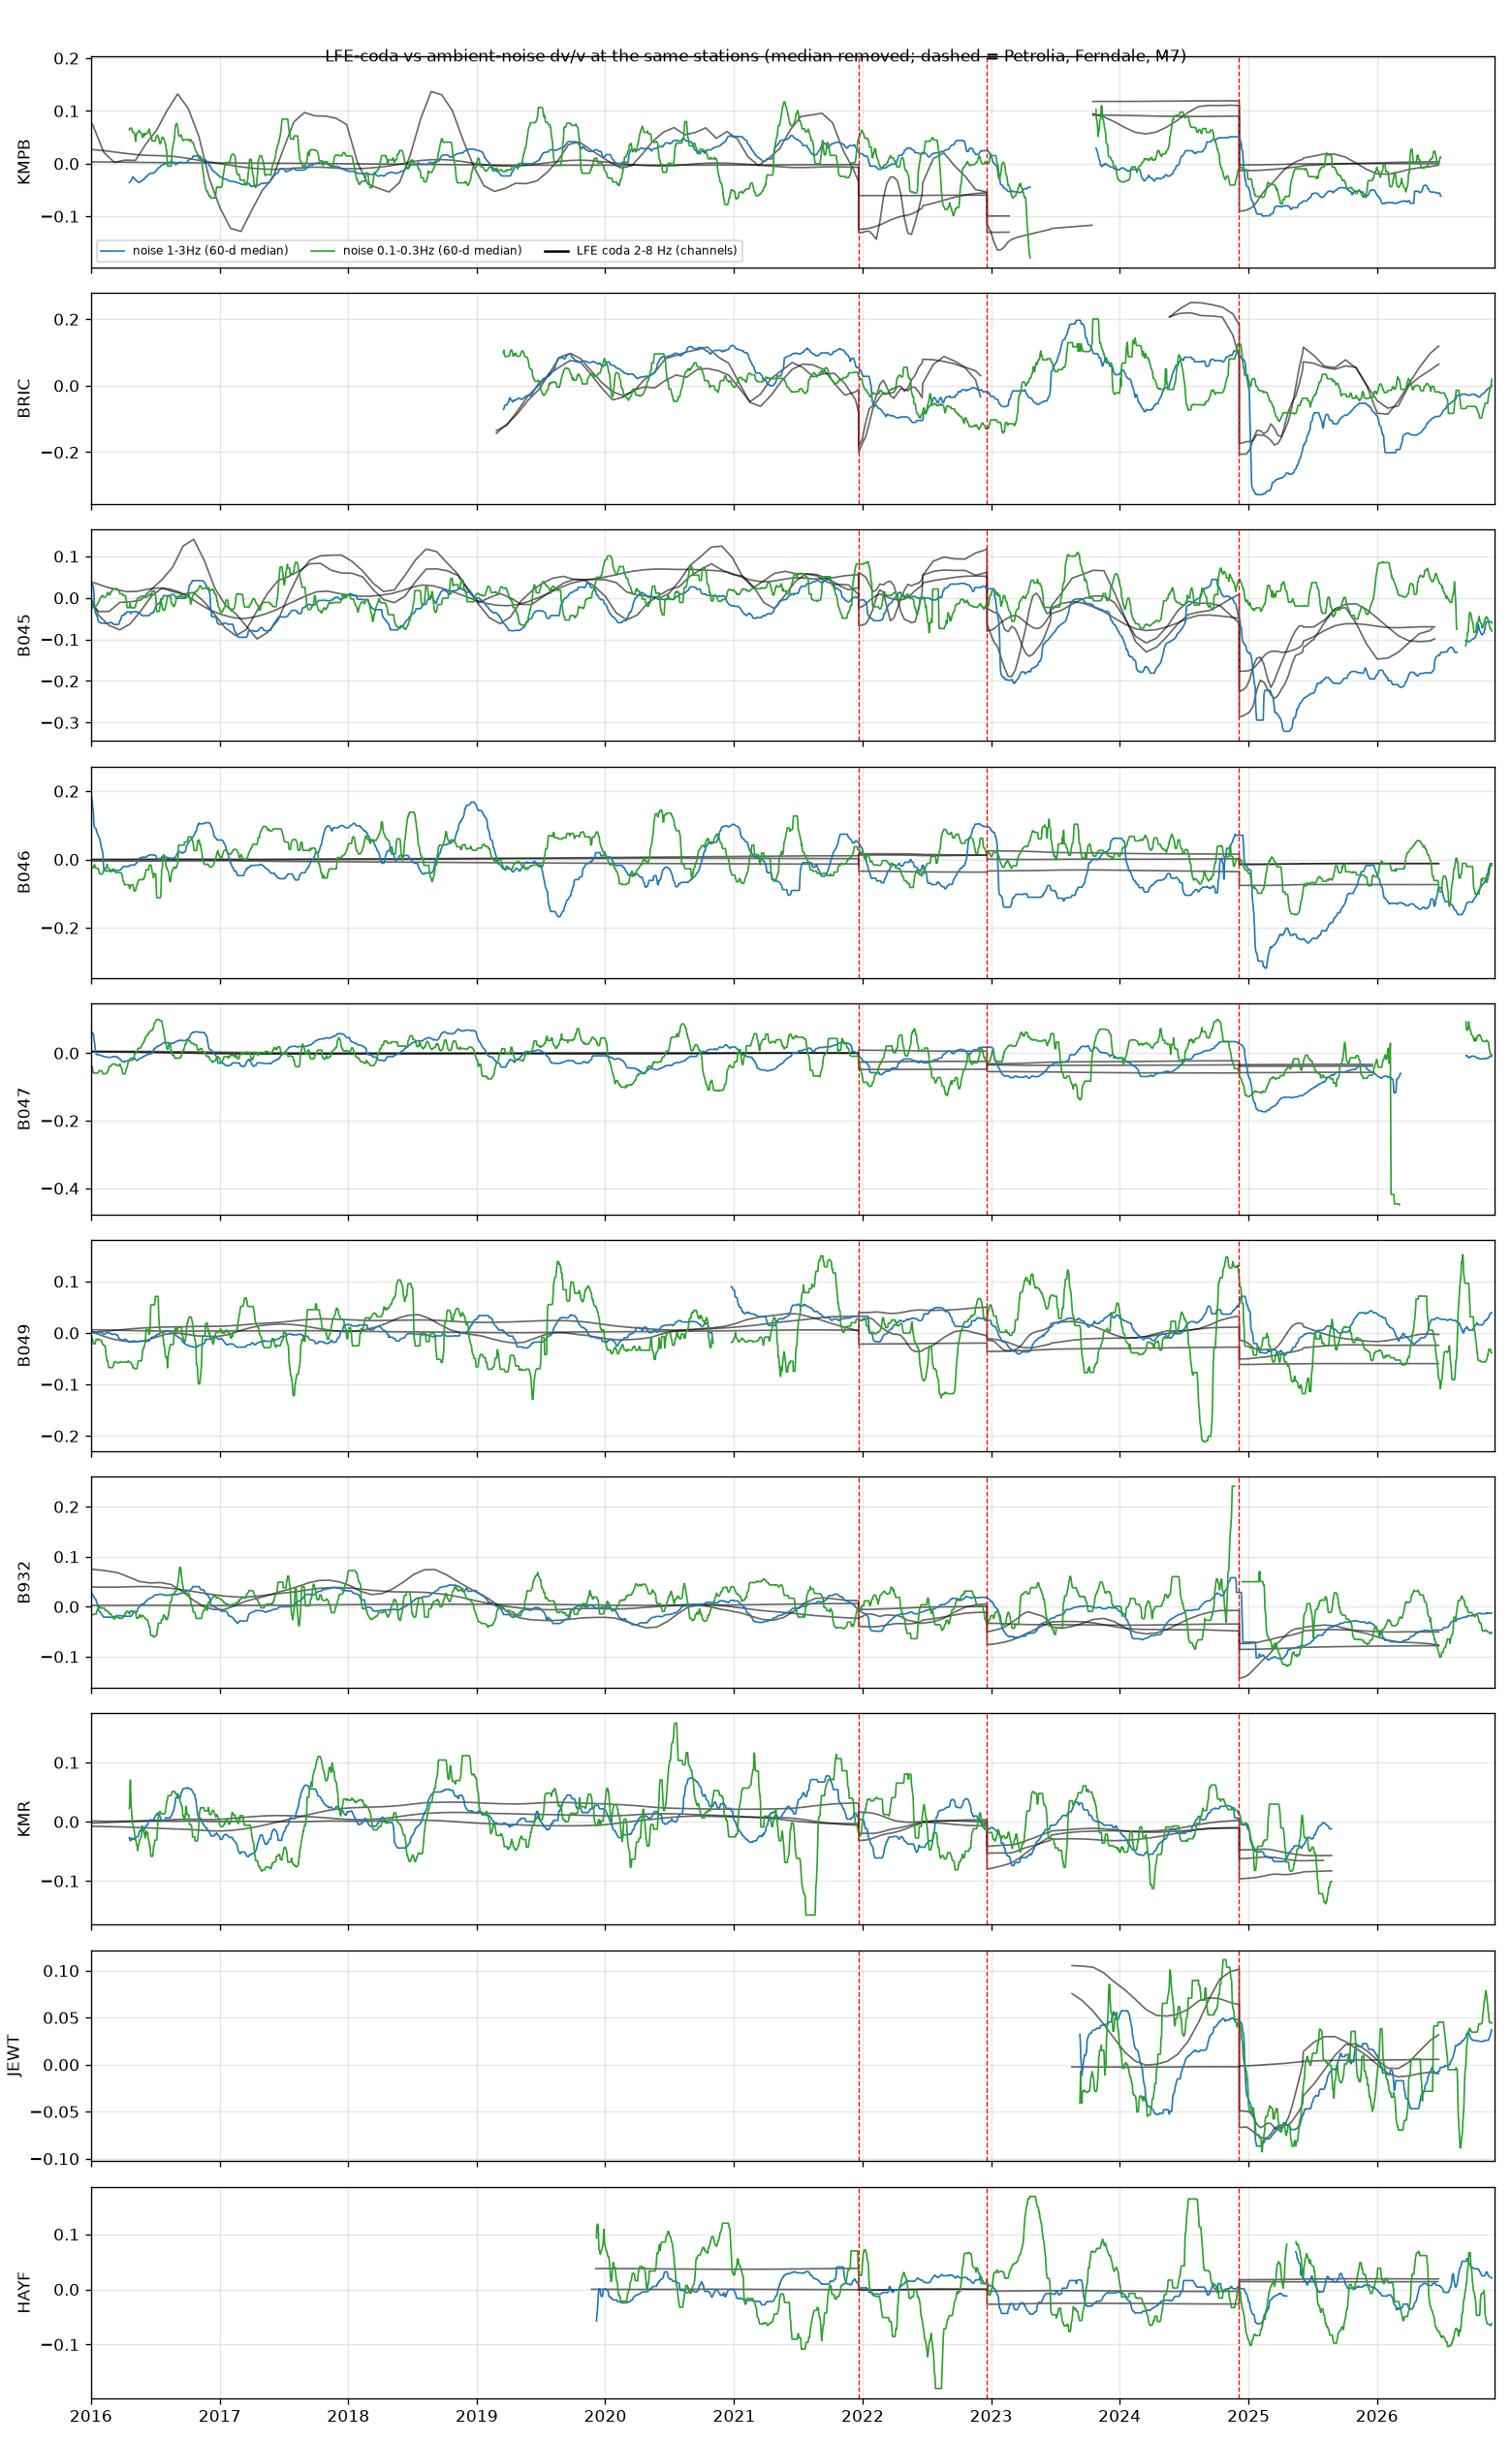 LFE-coda vs ambient-noise dv/v at the same stations (median removed; dashed = Petrolia, Ferndale, M7)
0.2
0.1
0.0
−0.1
KMPB
noise 1-3Hz (60-d median) noise 0.1-0.3Hz (60-d median) LFE coda 2-8 Hz (channels)
0.2
0.0
−0.2
BRIC
0.1
0.0
−0.1
−0.2
−0.3
B045
0.2
0.0
−0.2
B046
0.0
−0.2
−0.4
B047
0.1
0.0
−0.1
−0.2
B049
0.2
0.1
0.0
−0.1
B932
0.1
0.0
−0.1
KMR
0.10
0.05
0.00
−0.05
−0.10
JEWT
0.1
0.0
−0.1
HAYF
2016 2017 2018 2019 2020 2021 2022 2023 2024 2025 2026